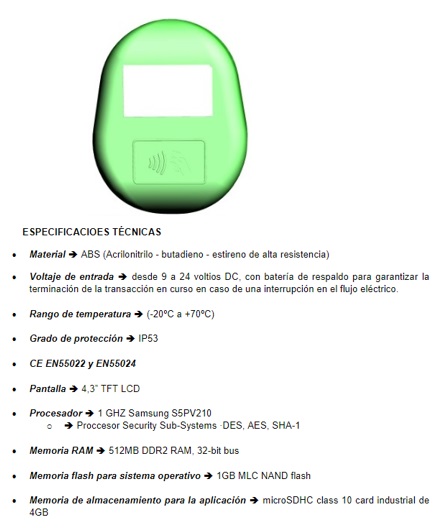 ESPECIFICACIOES TÉCNICAS
• Material ➔ ABS (Acrilonitrilo - butadieno - estireno de alta resistencia)
• Voltaje de entrada ➔ desde 9 a 24 voltios DC, con batería de respaldo para garantizar la
terminación de la transacción en curso en caso de una interrupción en el flujo eléctrico.
• Rango de temperatura ➔ (-20ºC a +70ºC)
• Grado de protección ➔ IP53
• CE EN55022 y EN55024
• Pantalla ➔ 4,3” TFT LCD
• Procesador ➔ 1 GHZ Samsung S5PV210
o ➔ Proccesor Security Sub-Systems ·DES, AES, SHA-1
• Memoria RAM ➔ 512MB DDR2 RAM, 32-bit bus
• Memoria flash para sistema operativo ➔ 1GB MLC NAND flash
• Memoria de almacenamiento para la aplicación ➔ microSDHC class 10 card industrial de
4GB